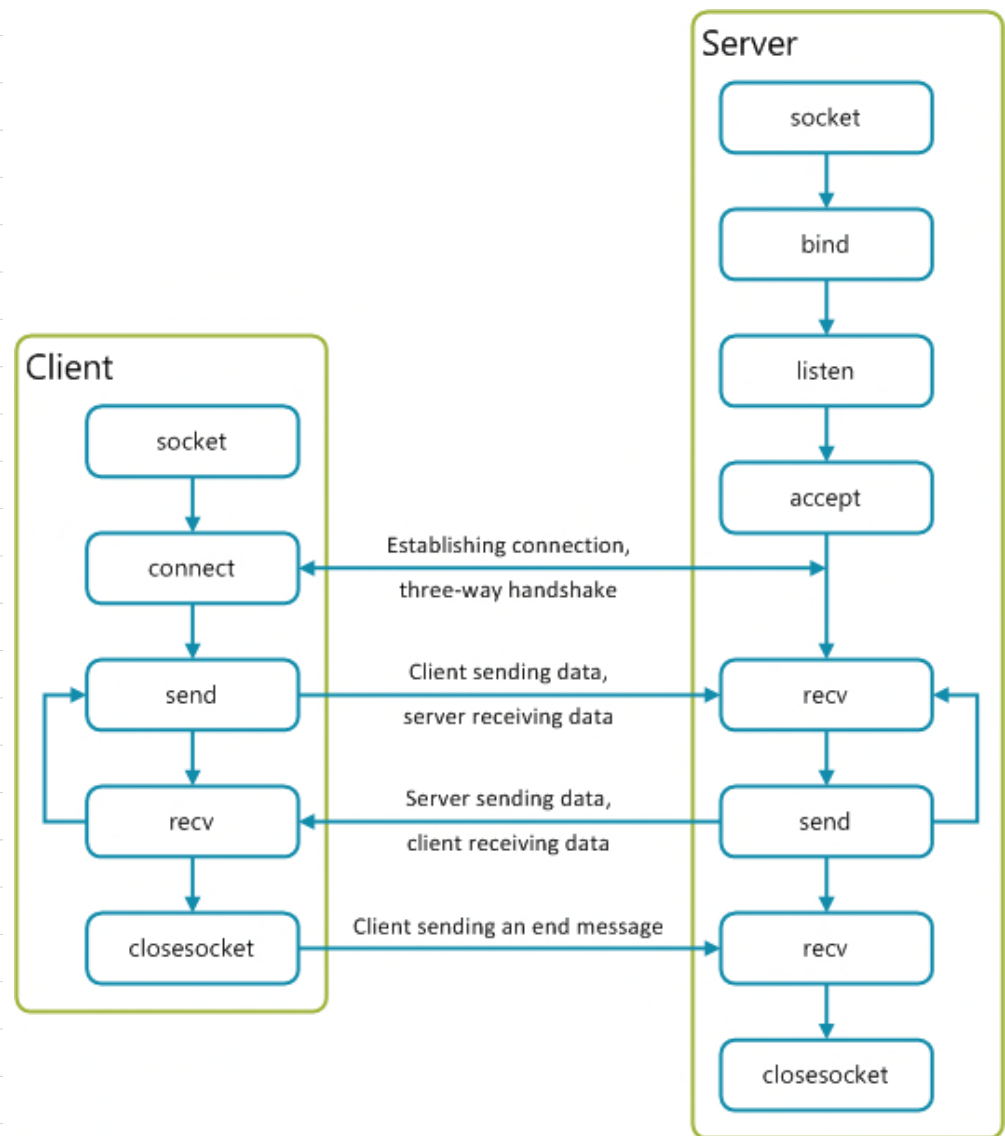 Server
socket
bind
listen
accept
Client
socket
connect
Establishing connection,
three-way handshake
send
Client sending data,
server receiving data
recv
recv
Server sending data,
client receiving data
send
closesocket
Client sending an end message
recv
closesocket